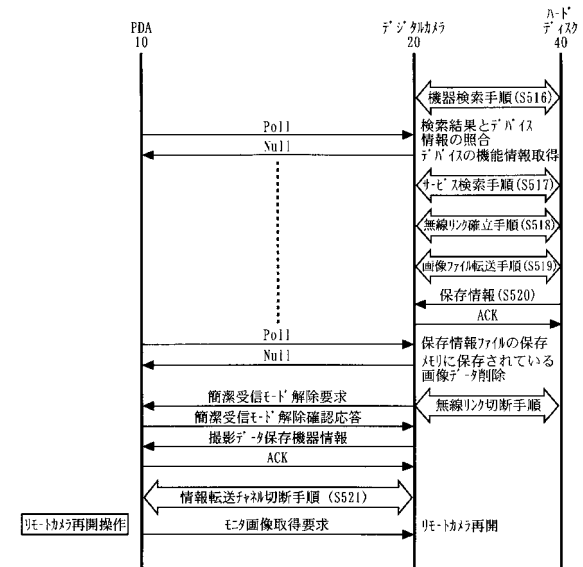 PDA
10
デジタルカメラ
20
ハード
ディスク
40
機器検索手順(S516)
Poll
検索結果とデバイス
情報の照合
Null
デバイスの機能情報取得
サービス検索手順(S517)
無線リンク確立手順(S518)
画像ファイル転送手順(S519)
保存情報(S520)
ACK
Poll
保存情報ファイルの保存
Null
メモリに保存されている
画像データ削除
簡潔受信モード解除要求
無線リンク切断手順
簡潔受信モード解除確認応答
撮影データ保存機器情報
ACK
情報転送チャネル切断手順(S521)
リモートカメラ再開操作
モニタ画像取得要求
リモートカメラ再開